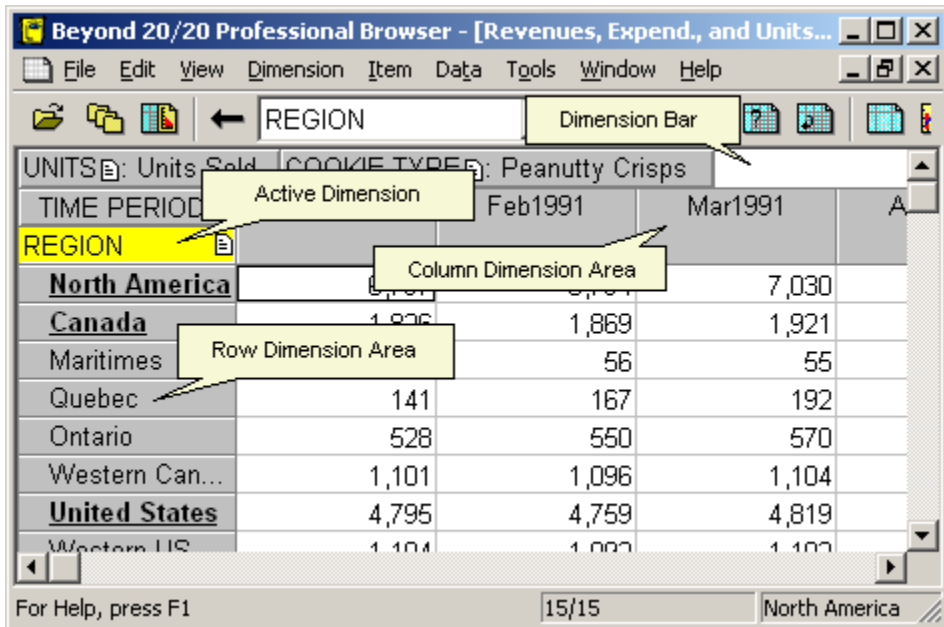 Beyond 20/20 Professional Browser - [Revenues, Expend., and Units...
File Edit View Dimension Item Data Tools Window Help
REGION
Dimension Bar
UNITS : Units Sold COOKIE TYPE : Peanutty Crisps
Active Dimension
TIME PERIOD Feb1991 Mar1991 A
REGION
Column Dimension Area
North America 7,030
Canada 1,826 1,869 1,921
Row Dimension Area
Maritimes 56 55
Quebec 141 167 192
Ontario 528 550 570
Western Can... 1,101 1,096 1,104
United States 4,795 4,759 4,819
Western US
For Help, press F1 15/15 North America